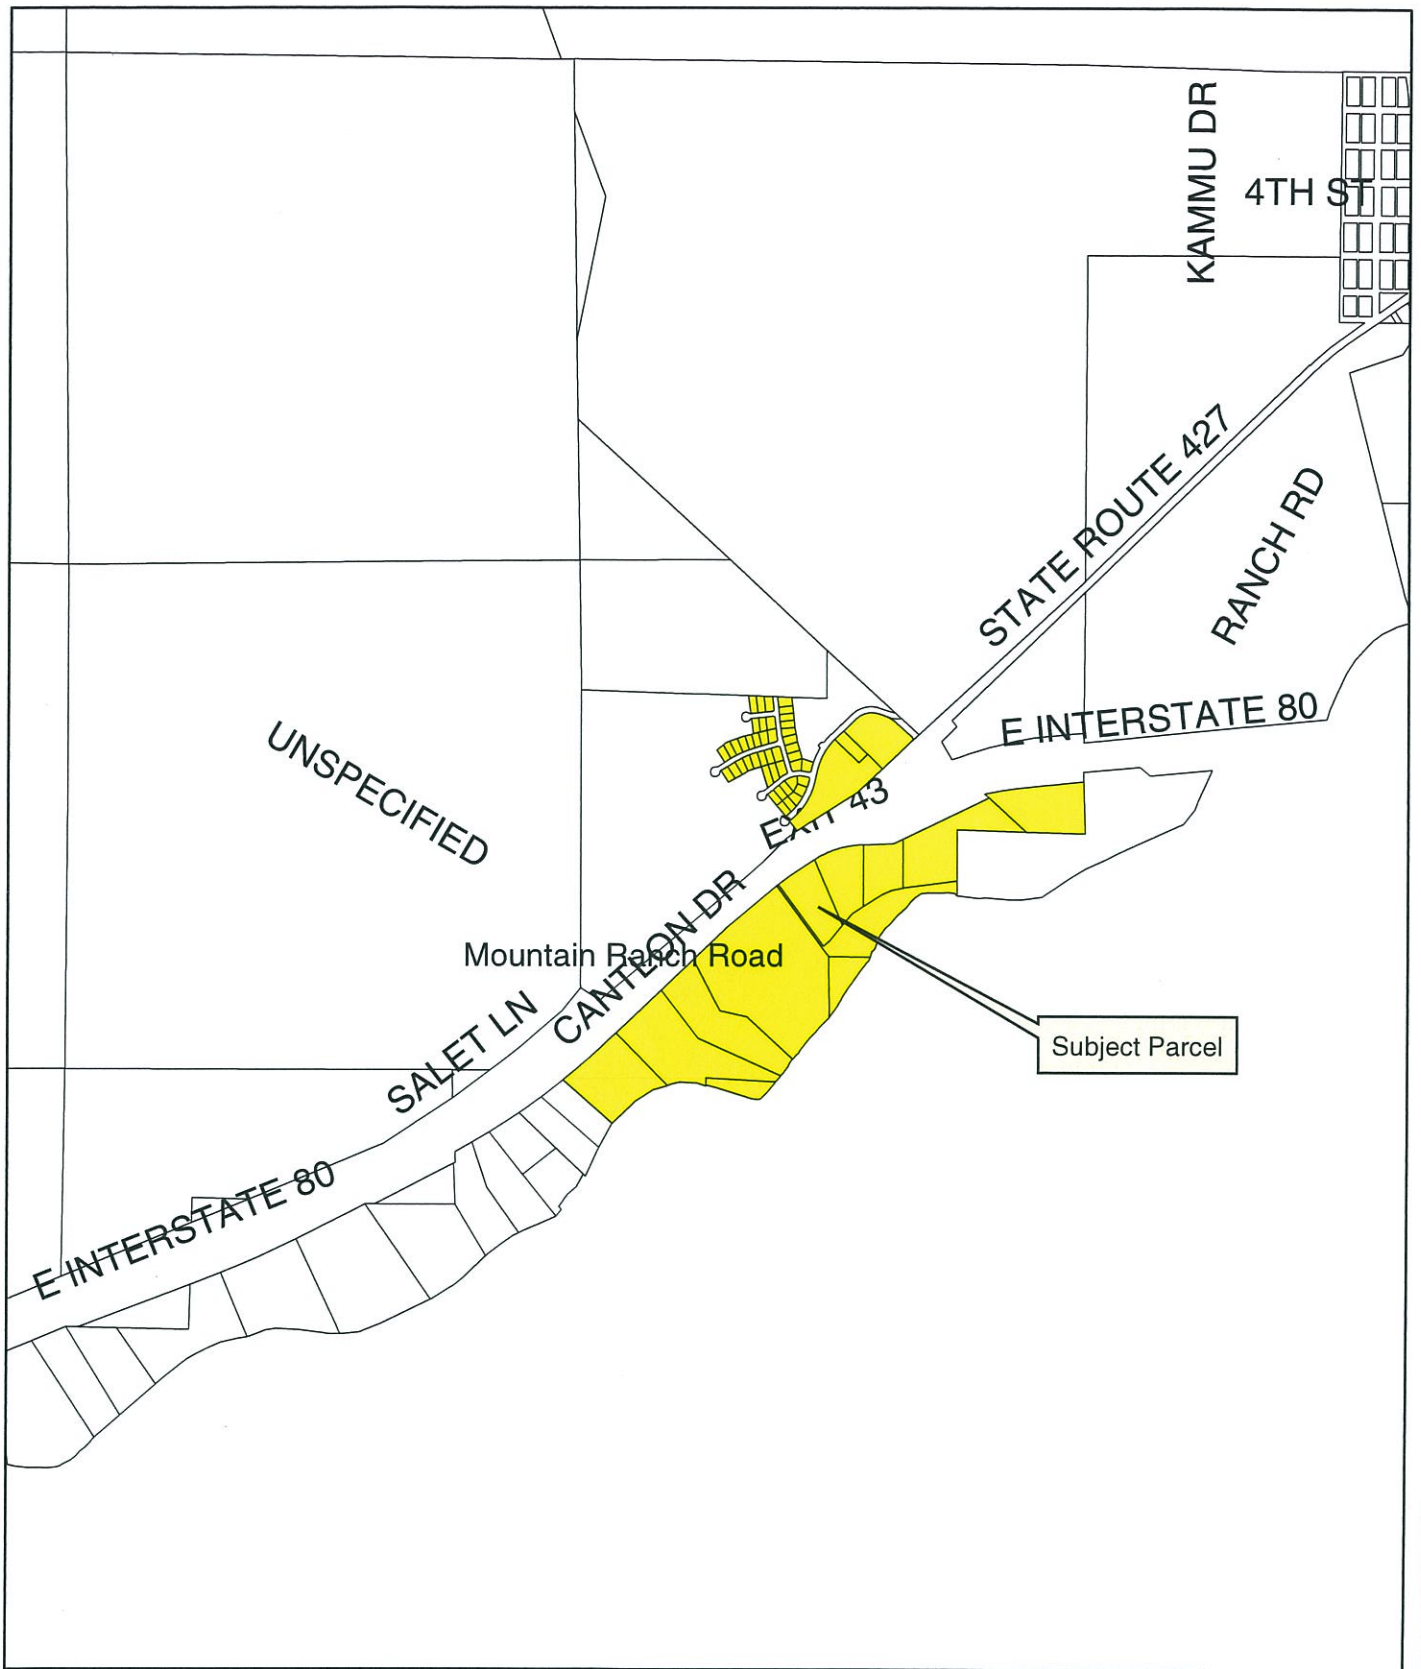 KAMMU DR
4TH ST
STATE ROUTE 427
RANCH RD
E INTERSTATE 80
UNSPECIFIED
EXIT 43
CANTLON DR
Mountain Ranch Road
SALET LN
Subject Parcel
E INTERSTATE 80